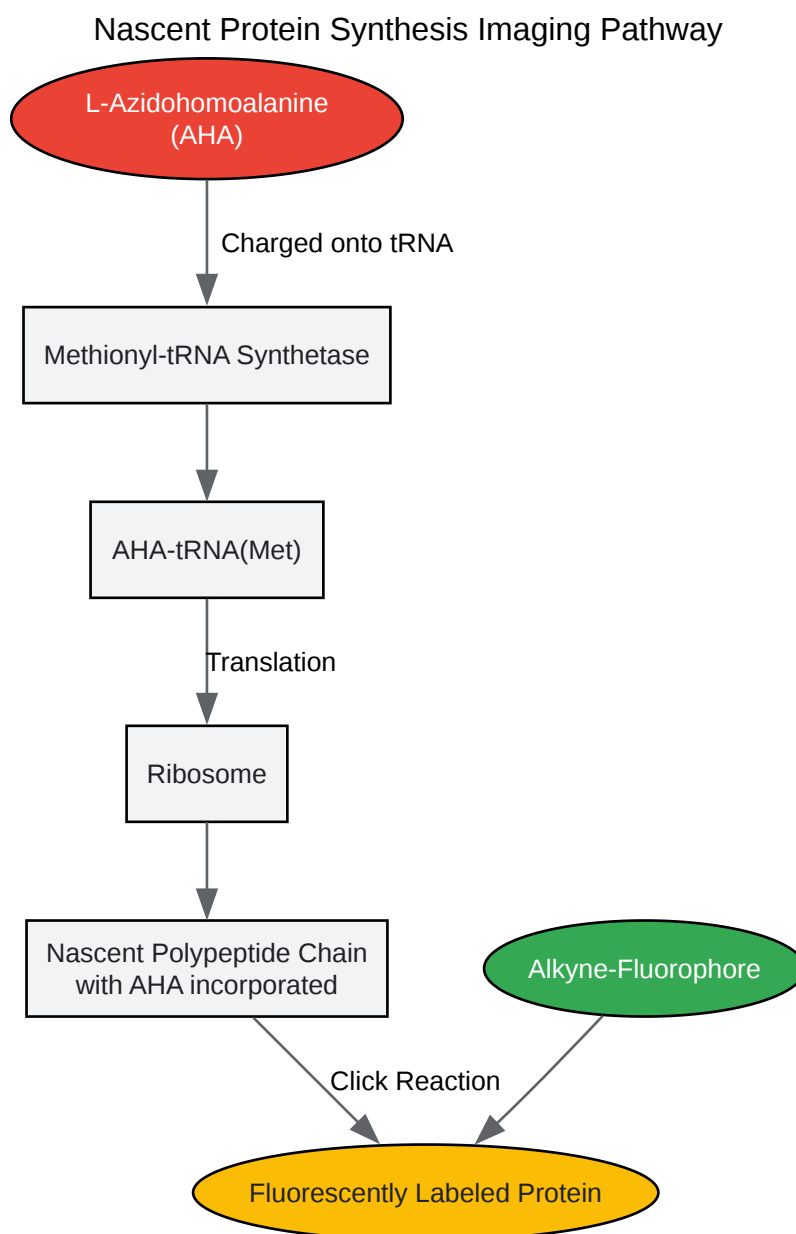 Nascent Protein Synthesis Imaging Pathway
L-Azidohomoalanine
(AHA)
Charged onto tRNA
Methionyl-tRNA Synthetase
AHA-tRNA(Met)
Translation
Ribosome
Nascent Polypeptide Chain
with AHA incorporated
Alkyne-Fluorophore
Click Reaction
Fluorescently Labeled Protein